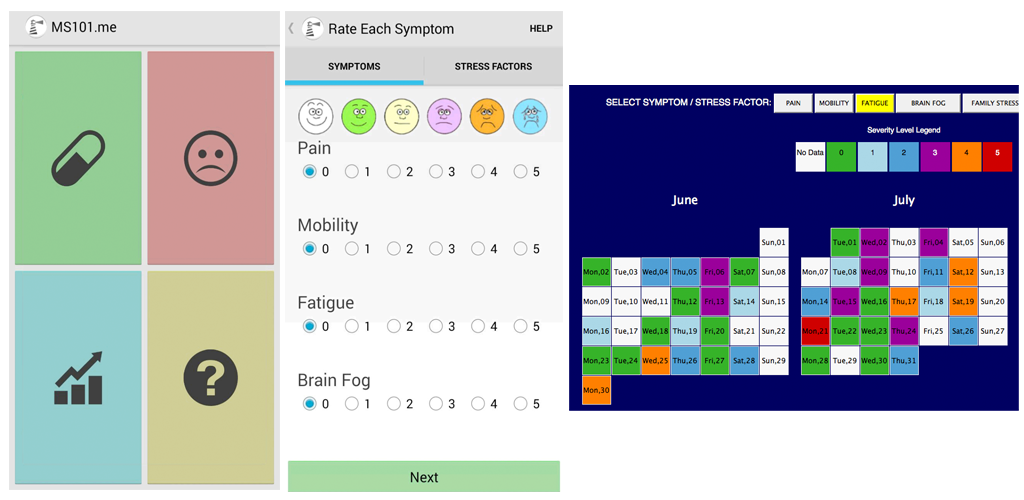 MS101.me
?
Rate Each Symptom HELP
SYMPTOMS STRESS FACTORS
Pain
0 1 2 3 4 5
Mobility
0 1 2 3 4 5
Fatigue
0 1 2 3 4 5
Brain Fog
0 1 2 3 4 5
Next
SELECT SYMPTOM / STRESS FACTOR: PAIN MOBILITY FATIGUE BRAIN FOG FAMILY STRESS
Severity Level Legend
No Data 0 1 2 3 4 5
June
Sun,01
Mon,02 Tue,03 Wed,04 Thu,05 Fri,06 Sat,07 Sun,08
Mon,09 Tue,10 Wed,11 Thu,12 Fri,13 Sat,14 Sun,15
Mon,16 Tue,17 Wed,18 Thu,19 Fri,20 Sat,21 Sun,22
Mon,23 Tue,24 Wed,25 Thu,26 Fri,27 Sat,28 Sun,29
Mon,30
July
Tue,01 Wed,02 Thu,03 Fri,04 Sat,05 Sun,06
Mon,07 Tue,08 Wed,09 Thu,10 Fri,11 Sat,12 Sun,13
Mon,14 Tue,15 Wed,16 Thu,17 Fri,18 Sat,19 Sun,20
Mon,21 Tue,22 Wed,23 Thu,24 Fri,25 Sat,26 Sun,27
Mon,28 Tue,29 Wed,30 Thu,31